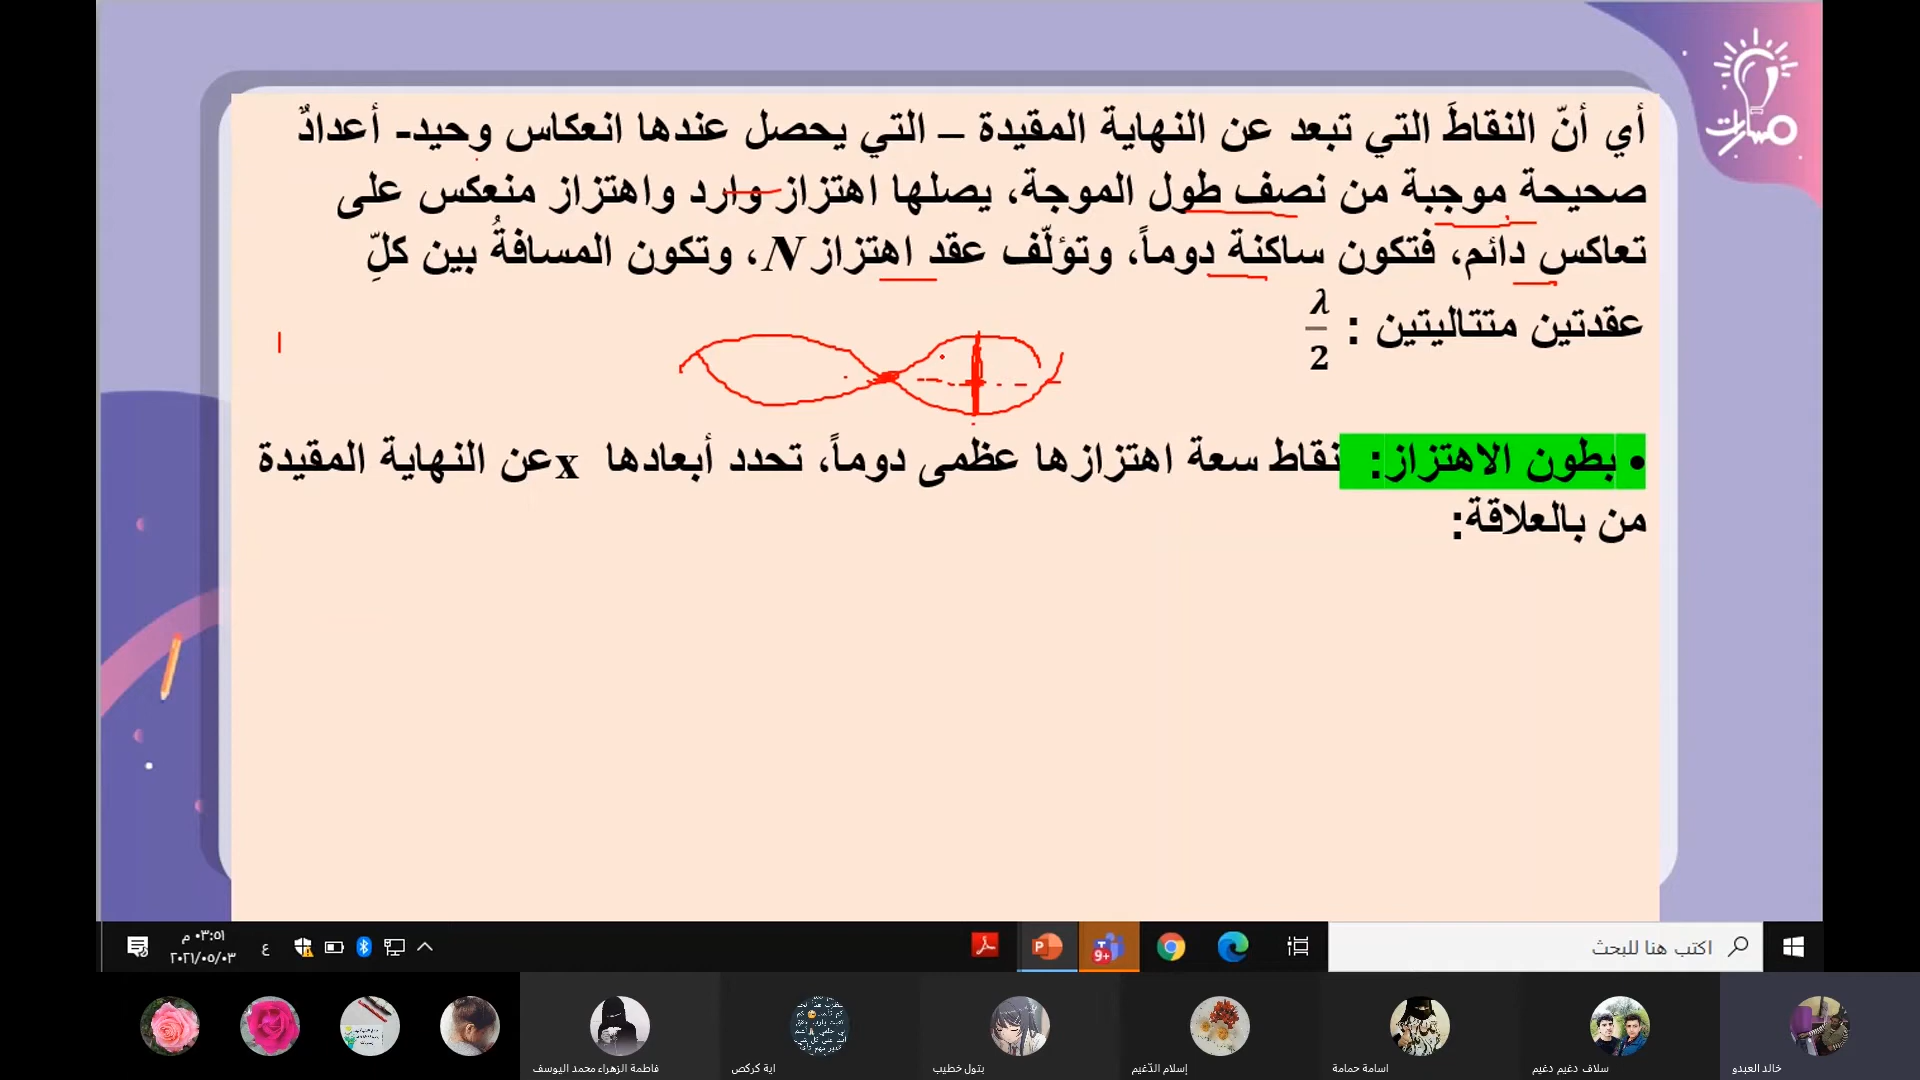 مسارات
أي أنّ النقاطَ التي تبعد عن النهاية المقيدة – التي يحصل عندها انعكاس وحيد- أعدادٌ
صحيحة موجبة من نصف طول الموجة، يصلها اهتزاز وارد واهتزاز منعكس على
تعاكس دائم، فتكون ساكنة دوماً، وتؤلّف عقد اهتزاز N، وتكون المسافةُ بين كلِّ
عقدتين متتاليتين : λ/2
• بطون الاهتزاز: نقاط سعة اهتزازها عظمى دوماً، تحدد أبعادها x عن النهاية المقيدة
من بالعلاقة:
اكتب هنا للبحث
9+
ع
٠٣:٥١ م
٢٠٢١/٠٥/٠٣
خالد العبدو
سلاف دغيم دغيم
اسامة حمامة
إسلام الدّغيم
بتول خطيب
اية كركص
فاطمة الزهراء محمد اليوسف